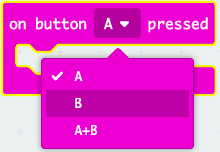 on button A pressed
✓ A
B
A+B